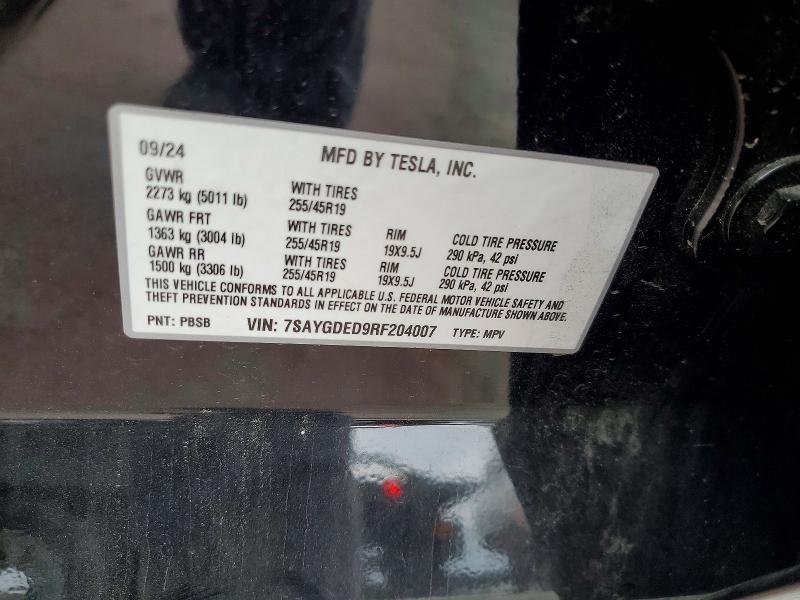 09/24 MFD BY TESLA, INC.
GVWR
2273 kg (5011 lb) WITH TIRES 255/45R19
GAWR FRT
1363 kg (3004 lb) WITH TIRES 255/45R19 RIM 19X9.5J COLD TIRE PRESSURE 290 kPa, 42 psi
GAWR RR
1500 kg (3306 lb) WITH TIRES 255/45R19 RIM 19X9.5J COLD TIRE PRESSURE 290 kPa, 42 psi
THIS VEHICLE CONFORMS TO ALL APPLICABLE U.S. FEDERAL MOTOR VEHICLE SAFETY AND
THEFT PREVENTION STANDARDS IN EFFECT ON THE DATE OF MANUFACTURE SHOWN ABOVE.
PNT: PBSB VIN: 7SAYGDED9RF204007 TYPE: MPV